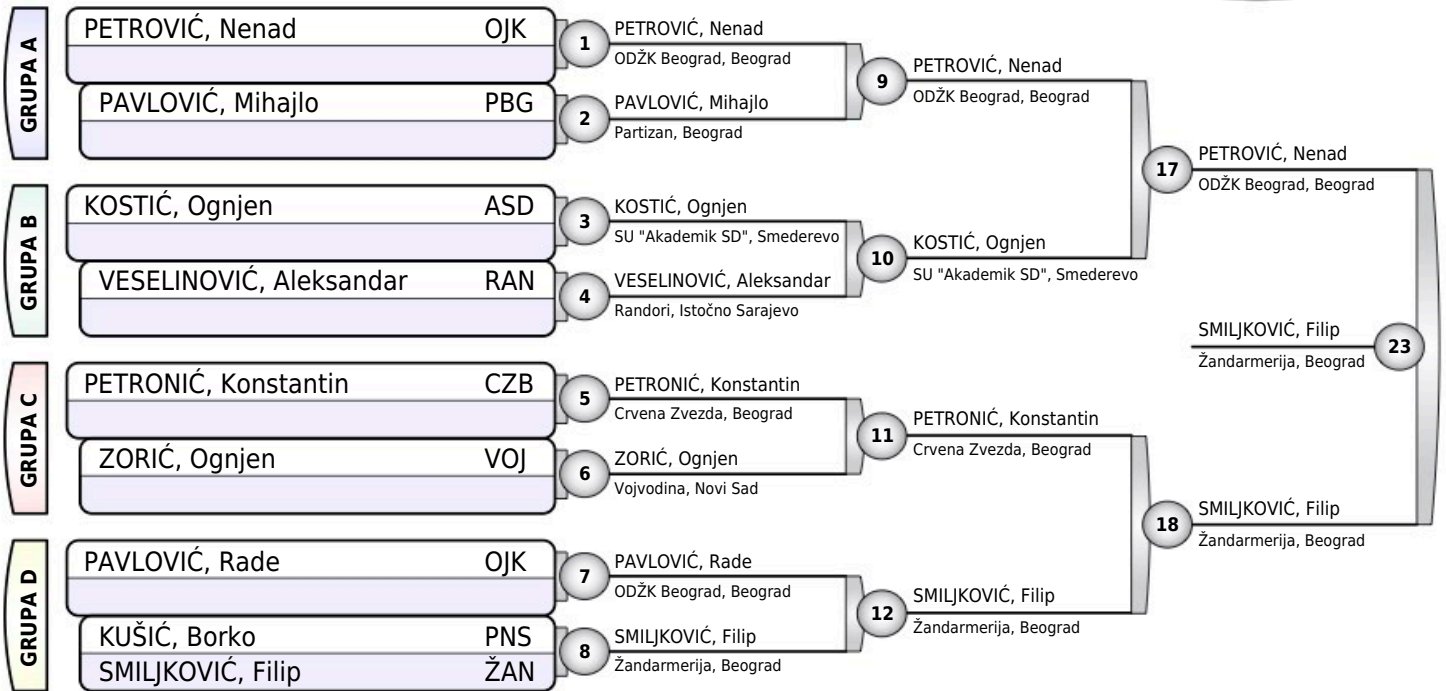 GRUPA A
PETROVIĆ, Nenad OJK
PAVLOVIĆ, Mihajlo PBG
GRUPA B
KOSTIĆ, Ognjen ASD
VESELINOVIĆ, Aleksandar RAN
GRUPA C
PETRONIĆ, Konstantin CZB
ZORIĆ, Ognjen VOJ
GRUPA D
PAVLOVIĆ, Rade OJK
KUŠIĆ, Borko PNS
SMILJKOVIĆ, Filip ŽAN
1
PETROVIĆ, Nenad
ODŽK Beograd, Beograd
2
PAVLOVIĆ, Mihajlo
Partizan, Beograd
3
KOSTIĆ, Ognjen
SU "Akademik SD", Smederevo
4
VESELINOVIĆ, Aleksandar
Randori, Istočno Sarajevo
5
PETRONIĆ, Konstantin
Crvena Zvezda, Beograd
6
ZORIĆ, Ognjen
Vojvodina, Novi Sad
7
PAVLOVIĆ, Rade
ODŽK Beograd, Beograd
8
SMILJKOVIĆ, Filip
Žandarmerija, Beograd
9
PETROVIĆ, Nenad
ODŽK Beograd, Beograd
10
KOSTIĆ, Ognjen
SU "Akademik SD", Smederevo
11
PETRONIĆ, Konstantin
Crvena Zvezda, Beograd
12
SMILJKOVIĆ, Filip
Žandarmerija, Beograd
17
PETROVIĆ, Nenad
ODŽK Beograd, Beograd
18
SMILJKOVIĆ, Filip
Žandarmerija, Beograd
SMILJKOVIĆ, Filip
Žandarmerija, Beograd
23